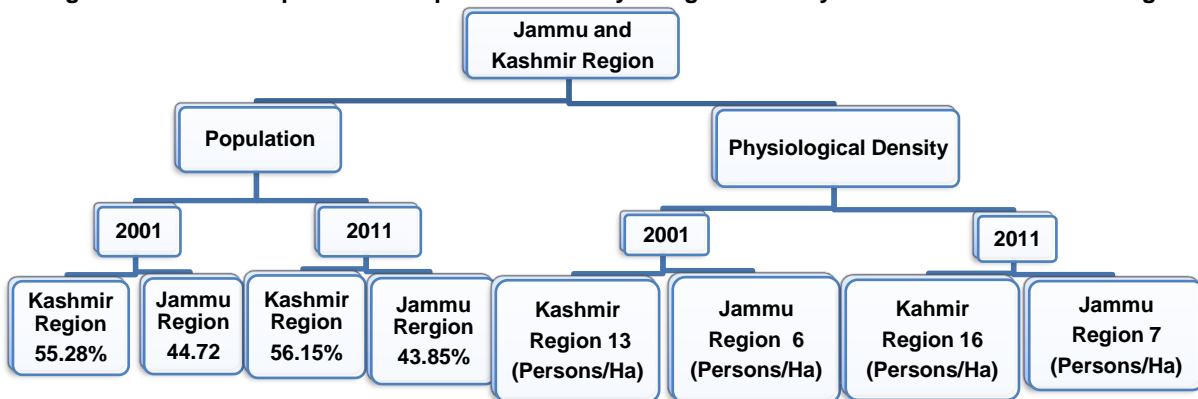 Jammu and
Kashmir Region
Population
Physiological Density
2001
2011
2001
2011
Kashmir
Region
55.28%
Jammu
Region
44.72
Kashmir
Region
56.15%
Jammu
Rergion
43.85%
Kashmir
Region 13
(Persons/Ha)
Jammu
Region 6
(Persons/Ha)
Kahmir
Region 16
(Persons/Ha)
Jammu
Region 7
(Persons/Ha)